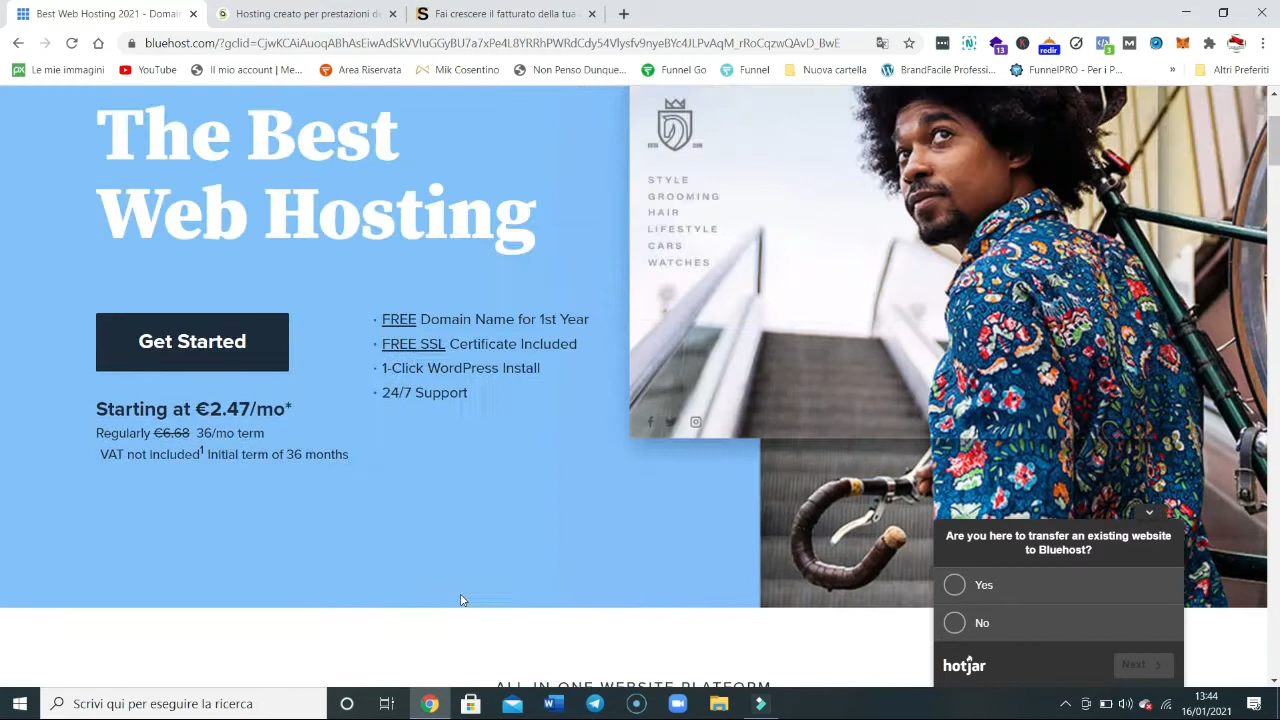 Best Web Hosting 2021 - Domain
Hosting creato per prestazioni de
Fai crescere il fatturato della tua
Le mie immagini
YouTube
Il mio account | Me...
Area Riservata
Mik Cosentino
Non Penso Dunque...
Funnel Go
Funnel
Nuova cartella
BrandFacile Professi...
FunnelPRO - Per i P...
»
Altri Preferiti
13
redir
3
The Best
Web Hosting
STYLE
GROOMING
HAIR
LIFESTYLE
CARS
WATCHES
Get Started
· FREE Domain Name for 1st Year
· FREE SSL Certificate Included
· 1-Click WordPress Install
· 24/7 Support
Starting at €2.47/mo*
Regularly €6.68 36/mo term
VAT not included1 Initial term of 36 months
Are you here to transfer an existing website
to Bluehost?
Yes
No
hotjar
Next
ALL-IN-ONE WEBSITE PLATFORM
Scrivi qui per eseguire la ricerca
13:44
16/01/2021